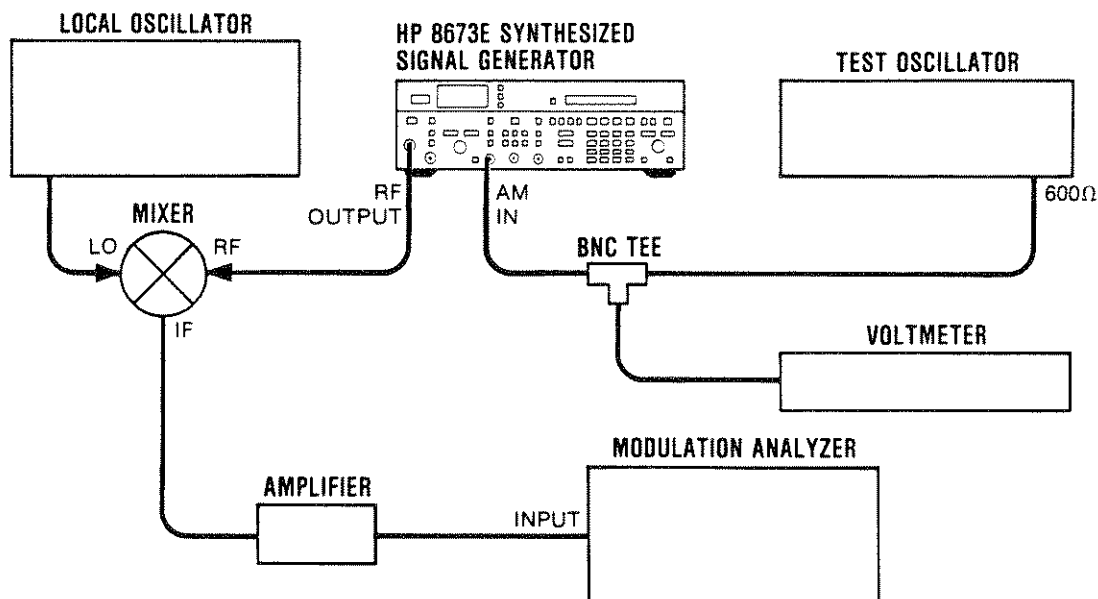 LOCAL OSCILLATOR
HP 8673E SYNTHESIZED
SIGNAL GENERATOR
TEST OSCILLATOR
RF
OUTPUT
AM
IN
600Ω
MIXER
LO
RF
IF
BNC TEE
VOLTMETER
MODULATION ANALYZER
AMPLIFIER
INPUT